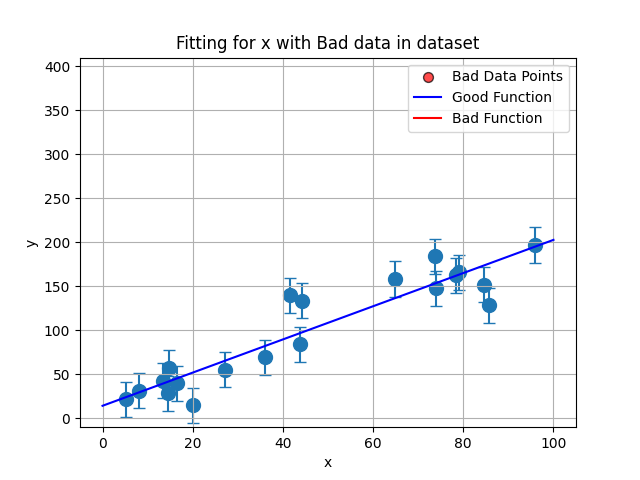 Fitting for x with Bad data in dataset
400
350
300
250
200
150
100
50
0
y
Bad Data Points
Good Function
Bad Function
0 20 40 60 80 100
x